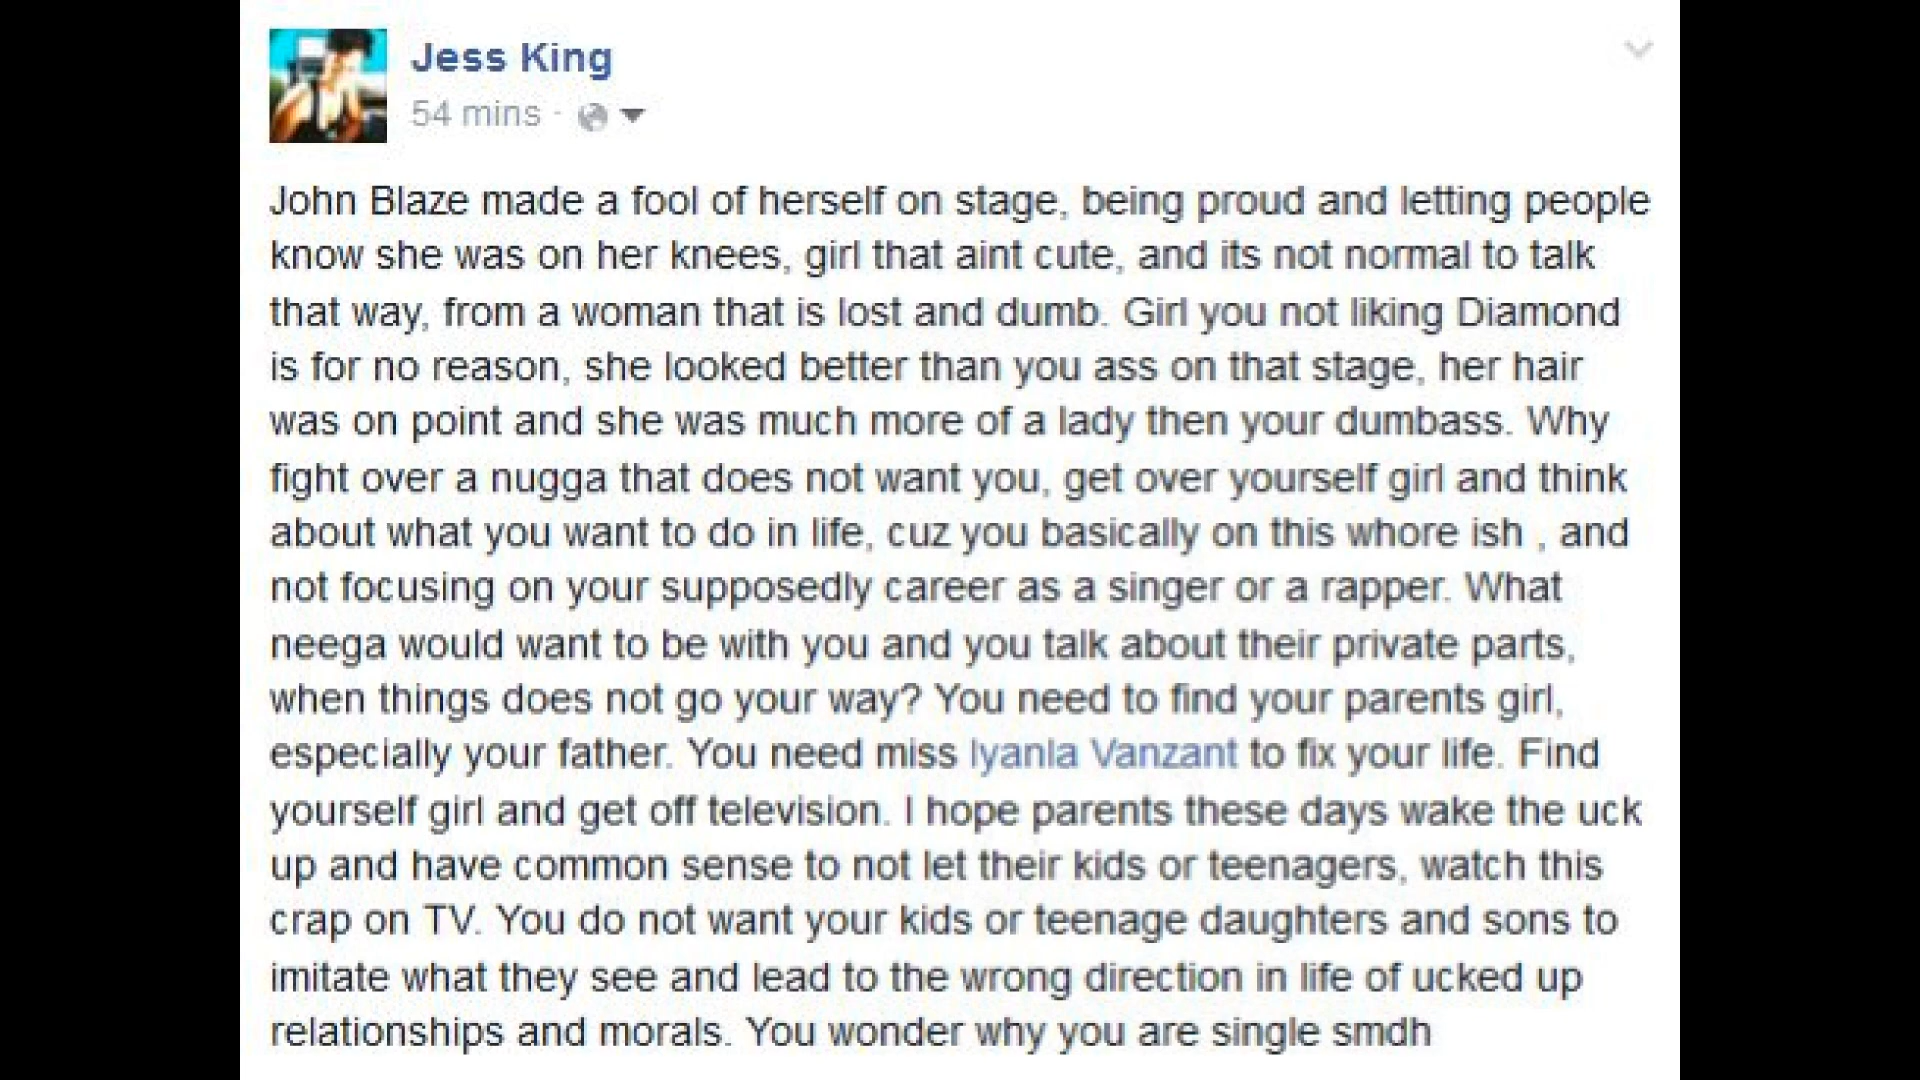 Jess King
54 mins ·
John Blaze made a fool of herself on stage, being proud and letting people
know she was on her knees, girl that aint cute, and its not normal to talk
that way, from a woman that is lost and dumb. Girl you not liking Diamond
is for no reason, she looked better than you ass on that stage, her hair
was on point and she was much more of a lady then your dumbass. Why
fight over a nugga that does not want you, get over yourself girl and think
about what you want to do in life, cuz you basically on this whore ish , and
not focusing on your supposedly career as a singer or a rapper. What
neega would want to be with you and you talk about their private parts,
when things does not go your way? You need to find your parents girl,
especially your father. You need miss Iyanla Vanzant to fix your life. Find
yourself girl and get off television. I hope parents these days wake the uck
up and have common sense to not let their kids or teenagers, watch this
crap on TV. You do not want your kids or teenage daughters and sons to
imitate what they see and lead to the wrong direction in life of ucked up
relationships and morals. You wonder why you are single smdh